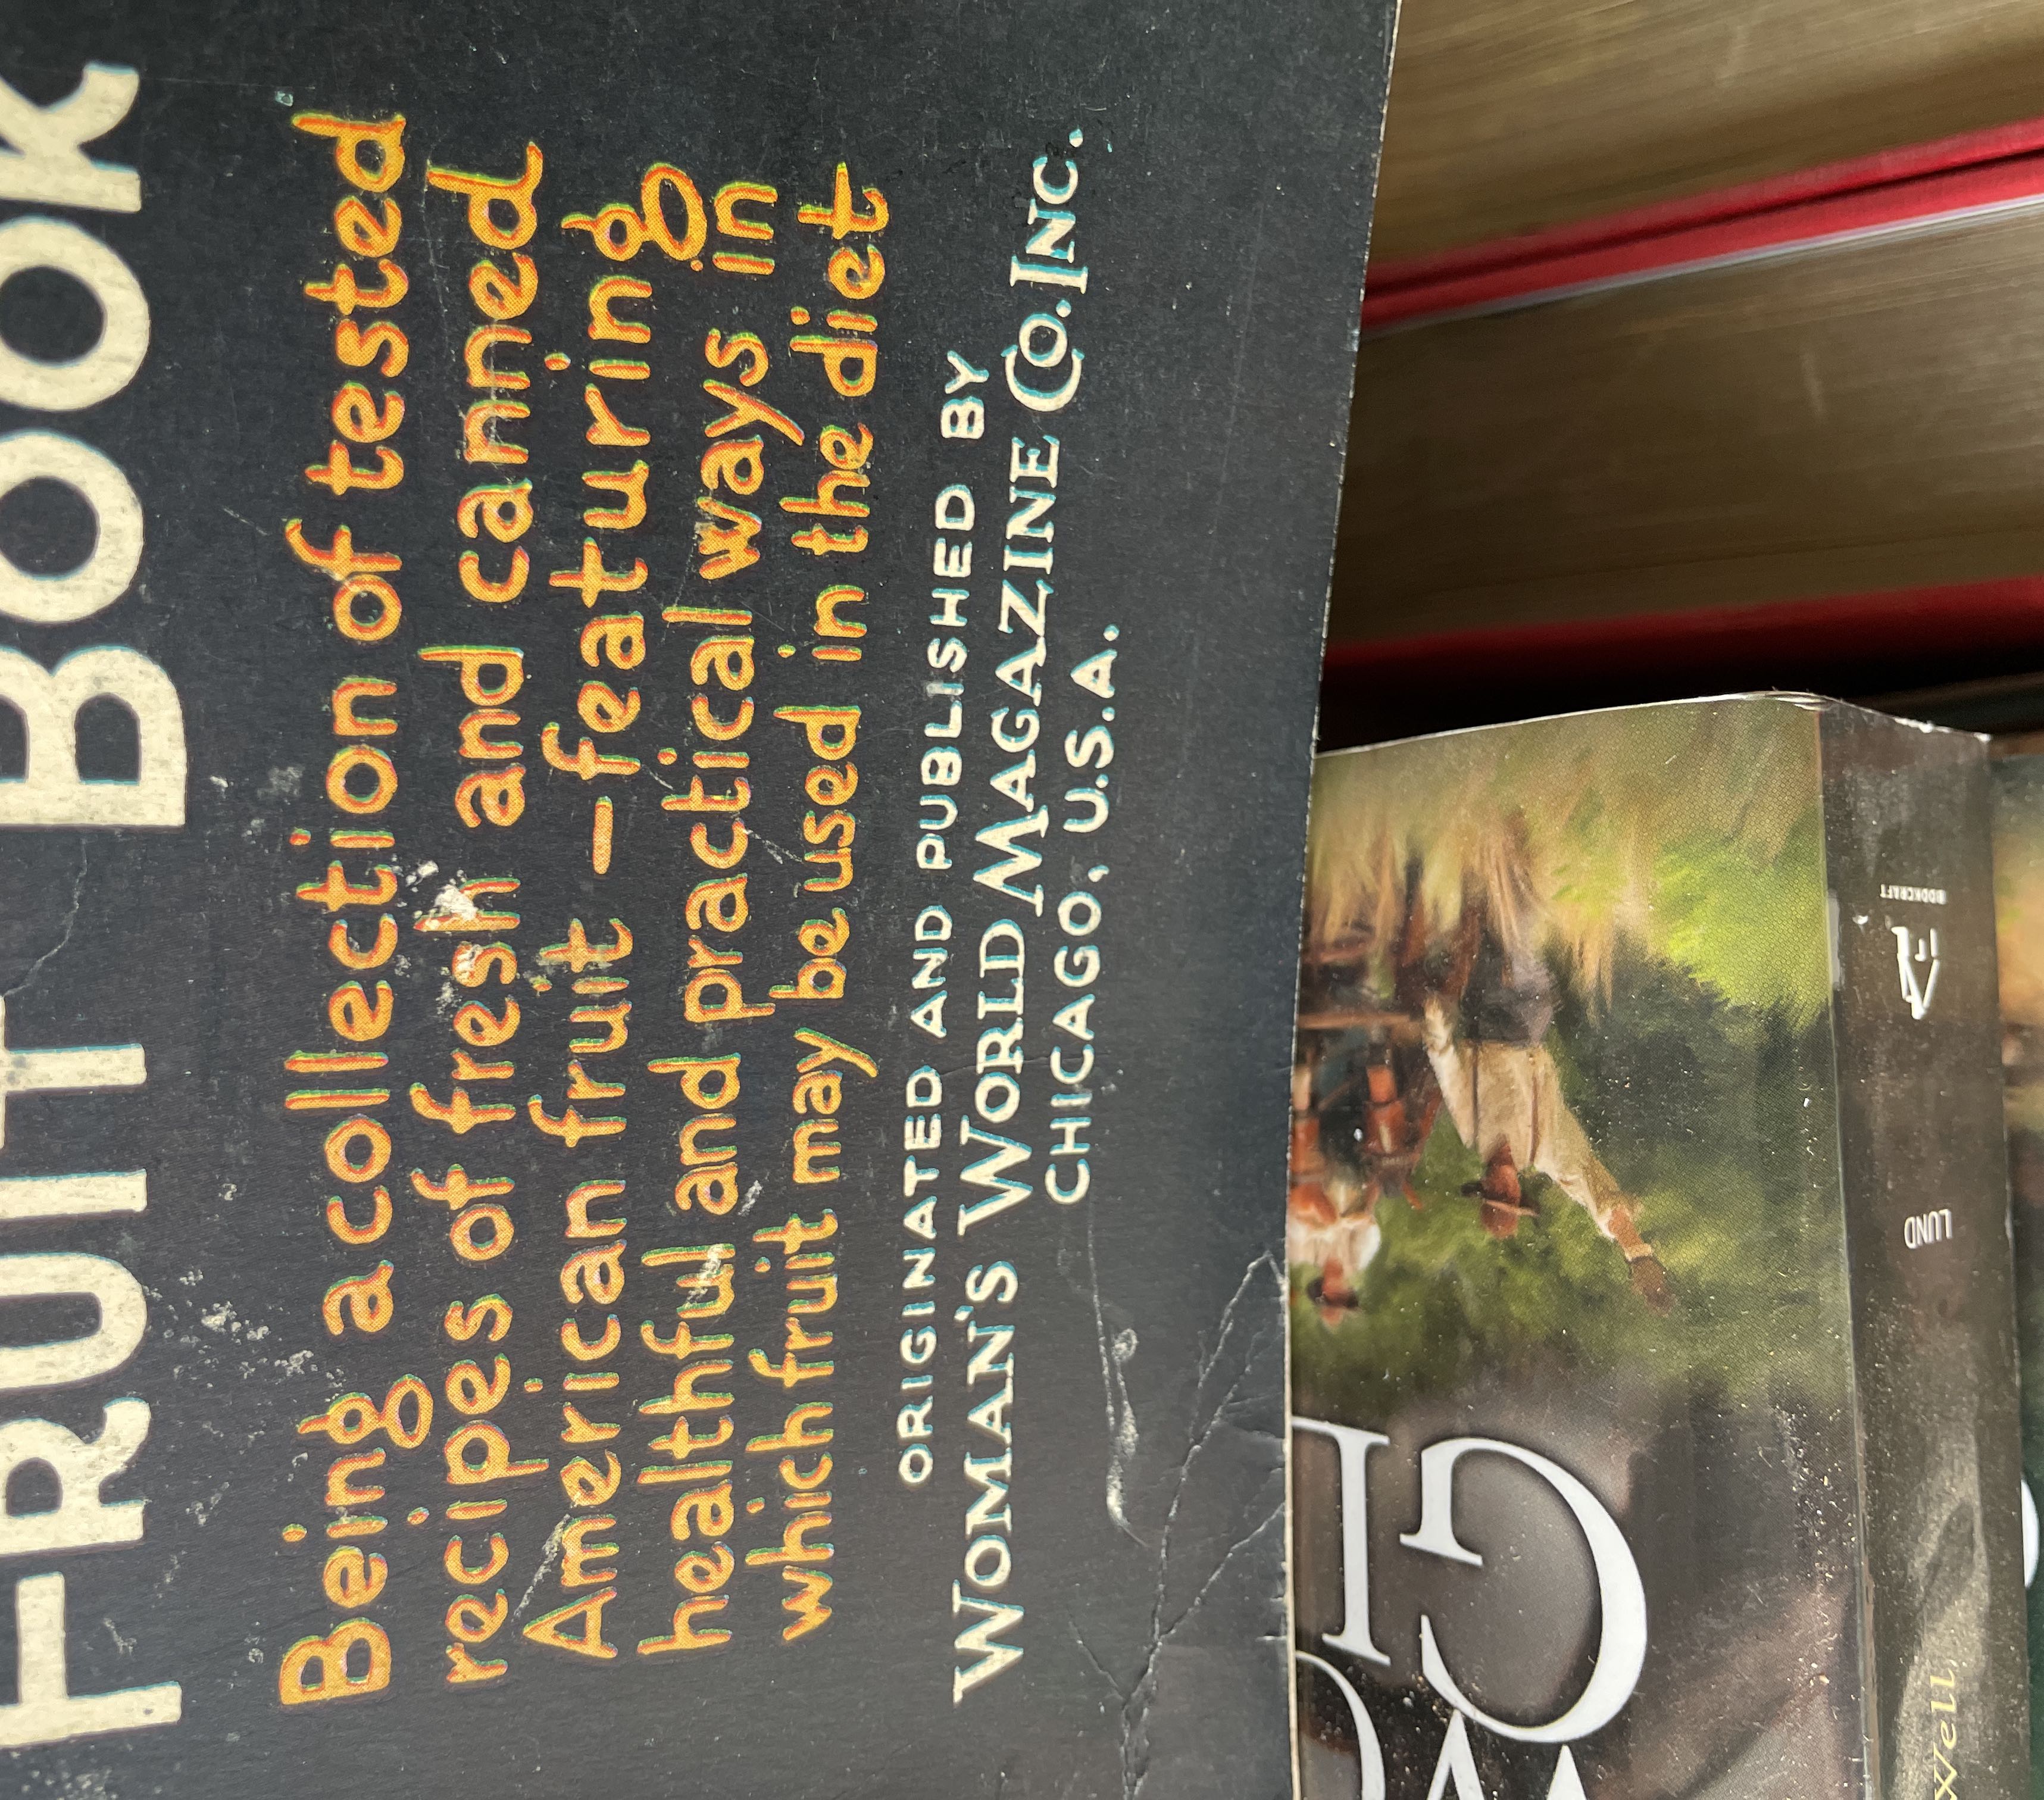 FRUIT BOOK
Being a collection of tested
recipes of fresh and canned
American fruit – featuring
healthful and practical ways in
which fruit may be used in the diet
ORIGINATED AND PUBLISHED BY
WOMAN'S WORLD MAGAZINE CO. INC.
CHICAGO, U.S.A.
BOOKCRAFT
LUND
Well